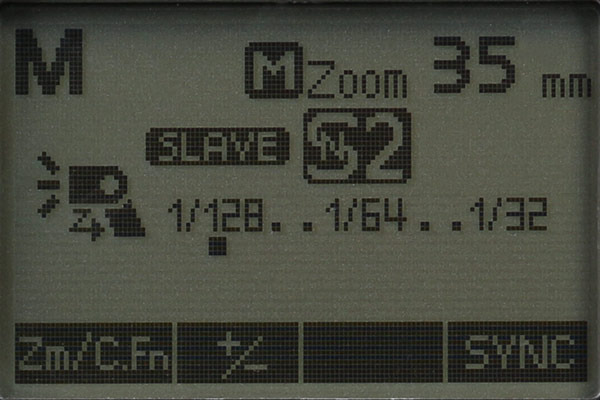 M M Zoom 35 mm
SLAVE S2
1/128..1/64..1/32
Zm/C.Fn +/- SYNC